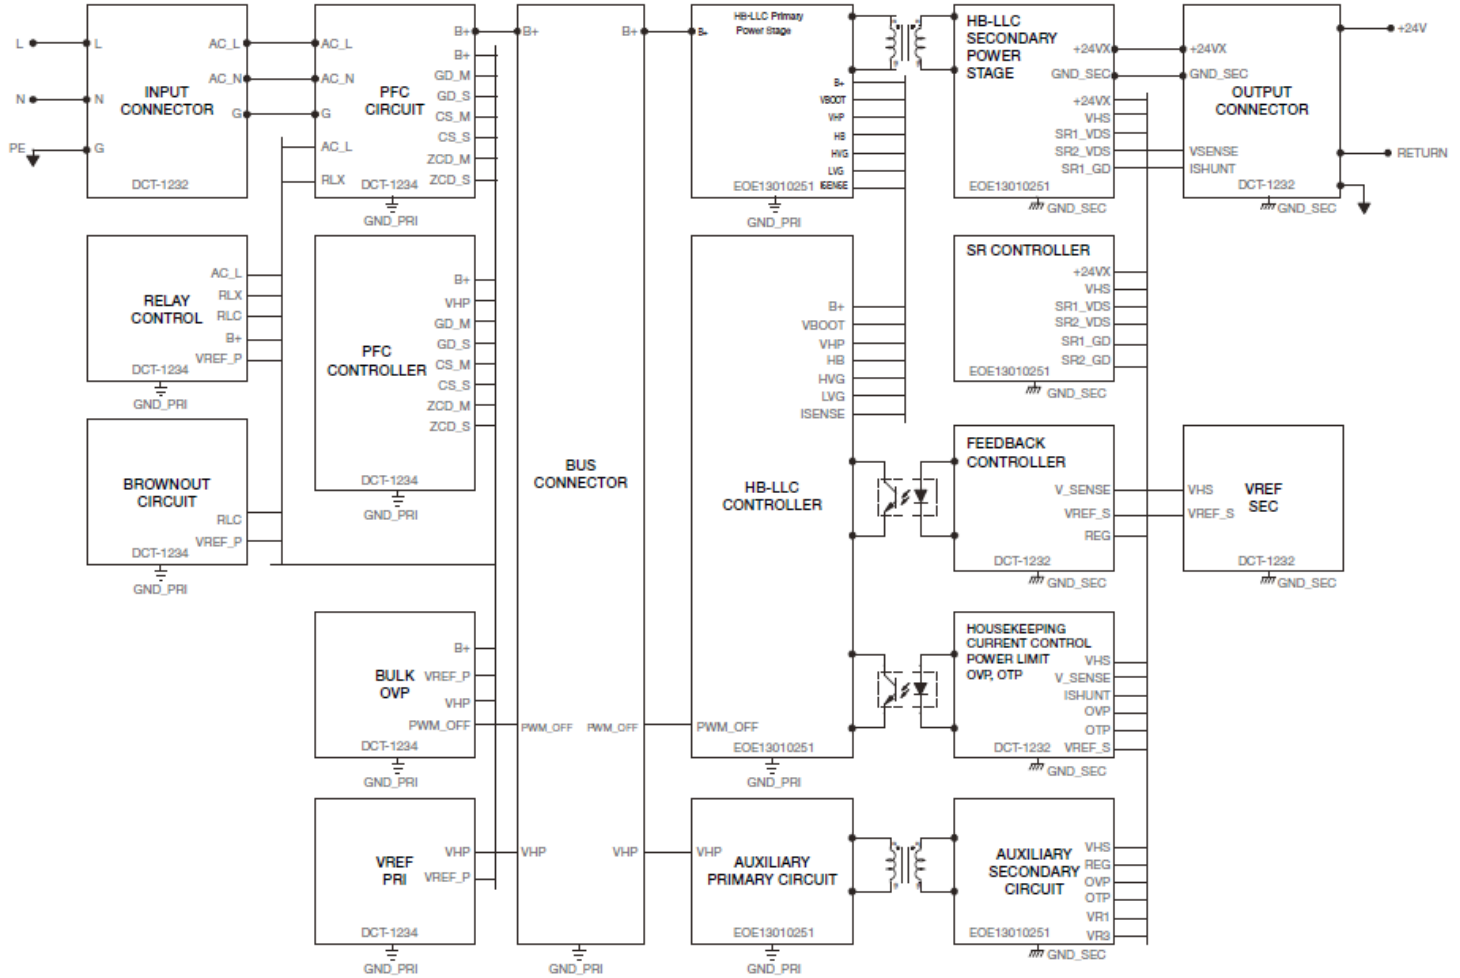 L
N
PE
L
N
G
AC_L
AC_N
G
INPUT
CONNECTOR
DCT-1232
AC_L
AC_N
G
AC_L
RLX
PFC
CIRCUIT
B+
B+
GD_M
GD_S
CS_M
CS_S
ZCD_M
ZCD_S
DCT-1234
GND_PRI
B+
B+
BUS
CONNECTOR
PWM_OFF
PWM_OFF
VHP
VHP
GND_PRI
HB-LLC Primary
Power Stage
B+
B+
VBOOT
VHP
HB
HVG
LVG
ISENSE
EOE13010251
GND_PRI
HB-LLC
SECONDARY
POWER
STAGE
+24VX
GND_SEC
+24VX
VHS
SR1_VDS
SR2_VDS
SR1_GD
EOE13010251
GND_SEC
+24VX
GND_SEC
OUTPUT
CONNECTOR
VSENSE
ISHUNT
DCT-1232
GND_SEC
+24V
RETURN
RELAY
CONTROL
AC_L
RLX
RLC
B+
VREF_P
DCT-1234
GND_PRI
PFC
CONTROLLER
B+
VHP
GD_M
GD_S
CS_M
CS_S
ZCD_M
ZCD_S
DCT-1234
GND_PRI
HB-LLC
CONTROLLER
B+
VBOOT
VHP
HB
HVG
LVG
ISENSE
PWM_OFF
EOE13010251
GND_PRI
SR CONTROLLER
+24VX
VHS
SR1_VDS
SR2_VDS
SR1_GD
SR2_GD
EOE13010251
GND_SEC
BROWNOUT
CIRCUIT
RLC
VREF_P
DCT-1234
GND_PRI
FEEDBACK
CONTROLLER
V_SENSE
VREF_S
REG
DCT-1232
GND_SEC
VHS
VREF_S
VREF
SEC
DCT-1232
GND_SEC
BULK
OVP
B+
VREF_P
VHP
PWM_OFF
DCT-1234
GND_PRI
HOUSEKEEPING
CURRENT CONTROL
POWER LIMIT
OVP, OTP
VHS
V_SENSE
ISHUNT
OVP
OTP
VREF_S
DCT-1232
GND_SEC
VREF
PRI
VHP
VREF_P
DCT-1234
GND_PRI
VHP
AUXILIARY
PRIMARY CIRCUIT
EOE13010251
GND_PRI
AUXILIARY
SECONDARY
CIRCUIT
VHS
REG
OVP
OTP
VR1
VR3
EOE13010251
GND_SEC